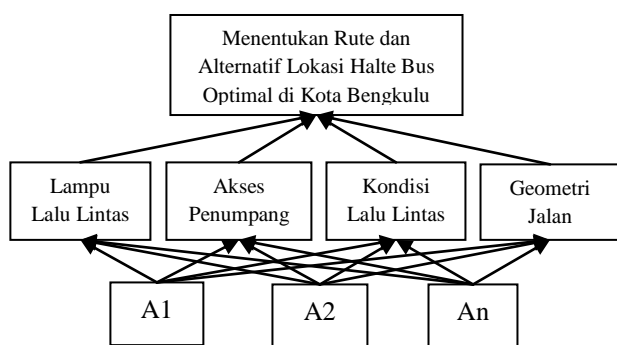 Menentukan Rute dan
Alternatif Lokasi Halte Bus
Optimal di Kota Bengkulu
Lampu
Lalu Lintas
Akses
Penumpang
Kondisi
Lalu Lintas
Geometri
Jalan
A1
A2
An